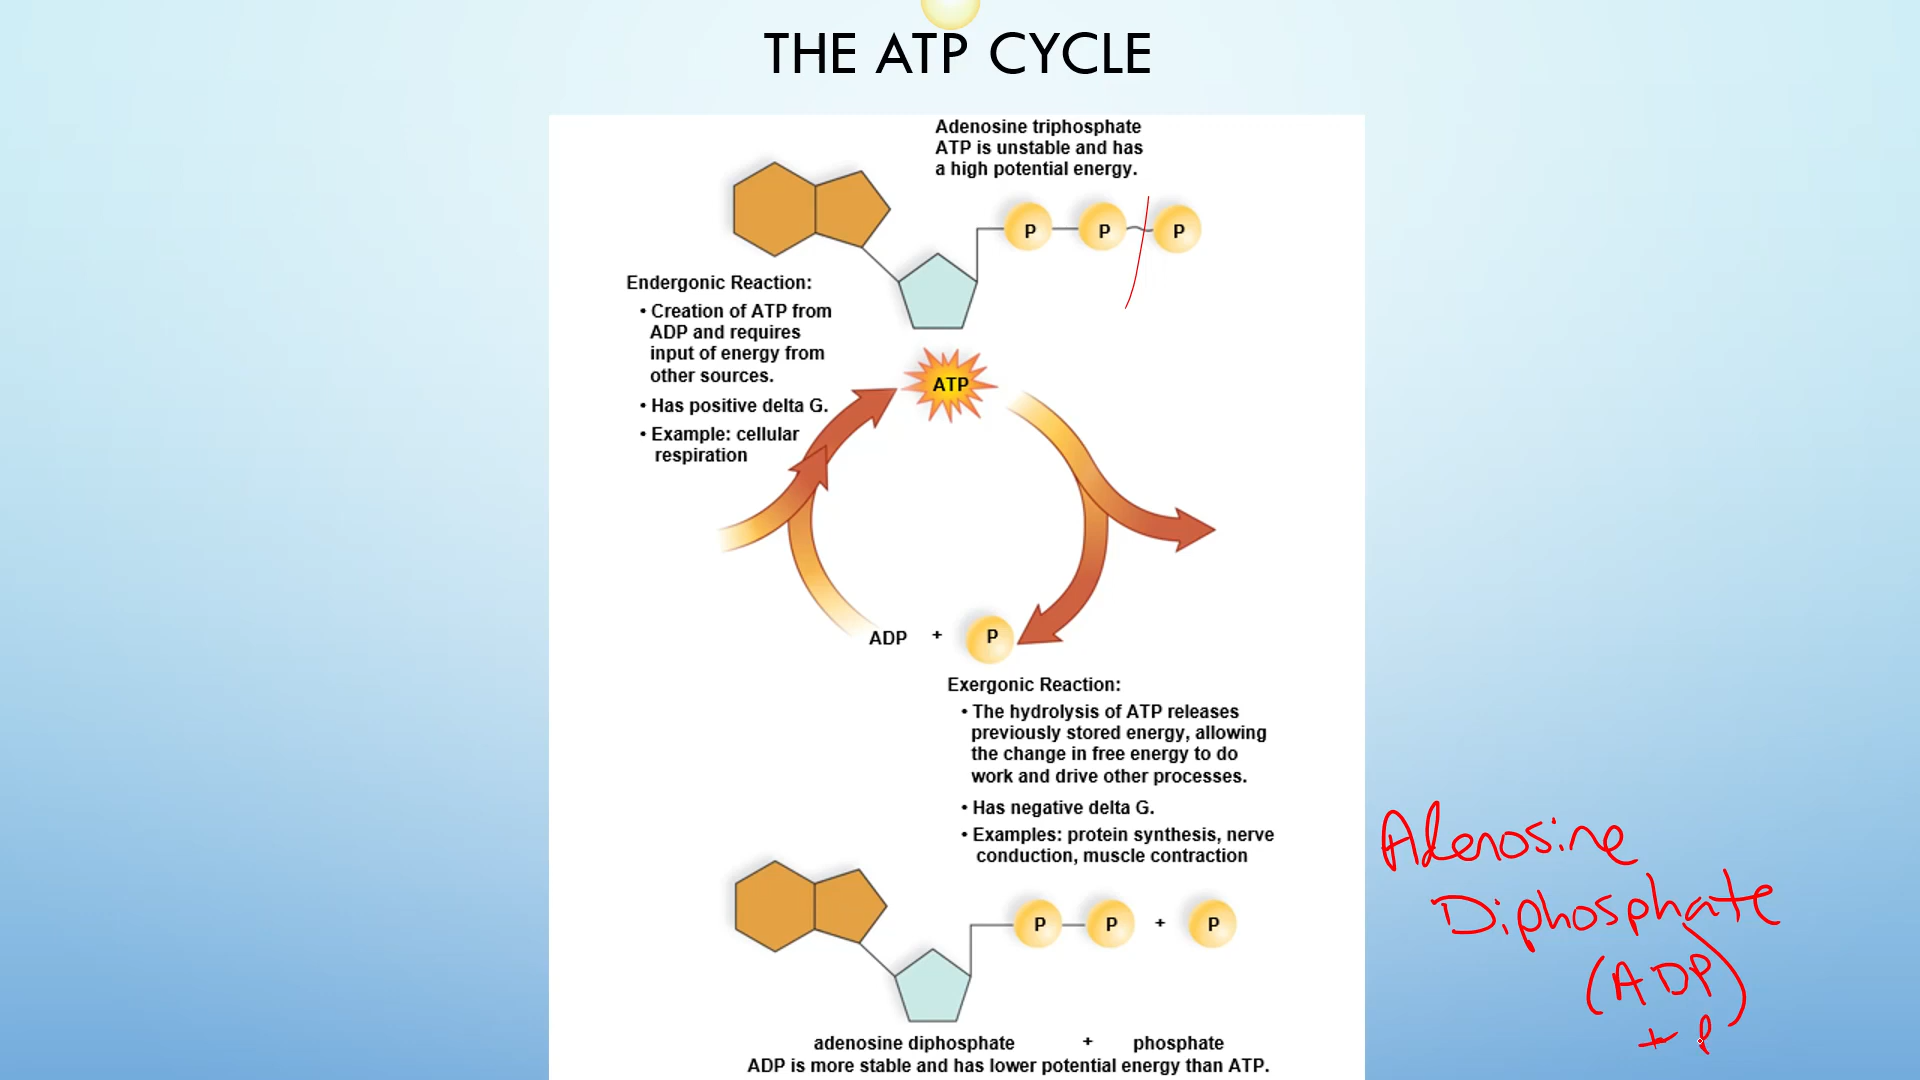 THE ATP CYCLE
Adenosine triphosphate
ATP is unstable and has
a high potential energy.
P P P
Endergonic Reaction:
• Creation of ATP from
ADP and requires
input of energy from
other sources.
• Has positive delta G.
• Example: cellular
respiration
ATP
ADP + P
Exergonic Reaction:
• The hydrolysis of ATP releases
previously stored energy, allowing
the change in free energy to do
work and drive other processes.
• Has negative delta G.
• Examples: protein synthesis, nerve
conduction, muscle contraction
P P + P
adenosine diphosphate + phosphate
ADP is more stable and has lower potential energy than ATP.
Adenosine
Diphosphate
(ADP)
+ P